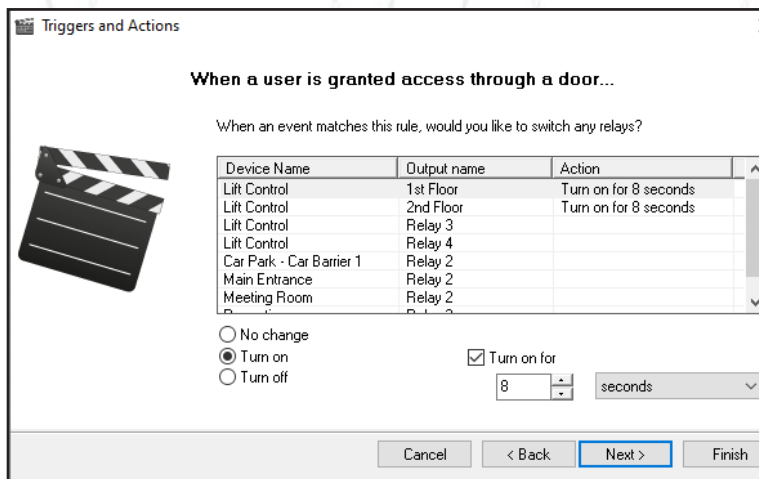 Triggers and Actions
When a user is granted access through a door...
When an event matches this rule, would you like to switch any relays?
Device Name Output name Action
Lift Control 1st Floor Turn on for 8 seconds
Lift Control 2nd Floor Turn on for 8 seconds
Lift Control Relay 3
Lift Control Relay 4
Car Park - Car Barrier 1 Relay 2
Main Entrance Relay 2
Meeting Room Relay 2
No change
Turn on Turn on for
Turn off
8 seconds
Cancel < Back Next > Finish